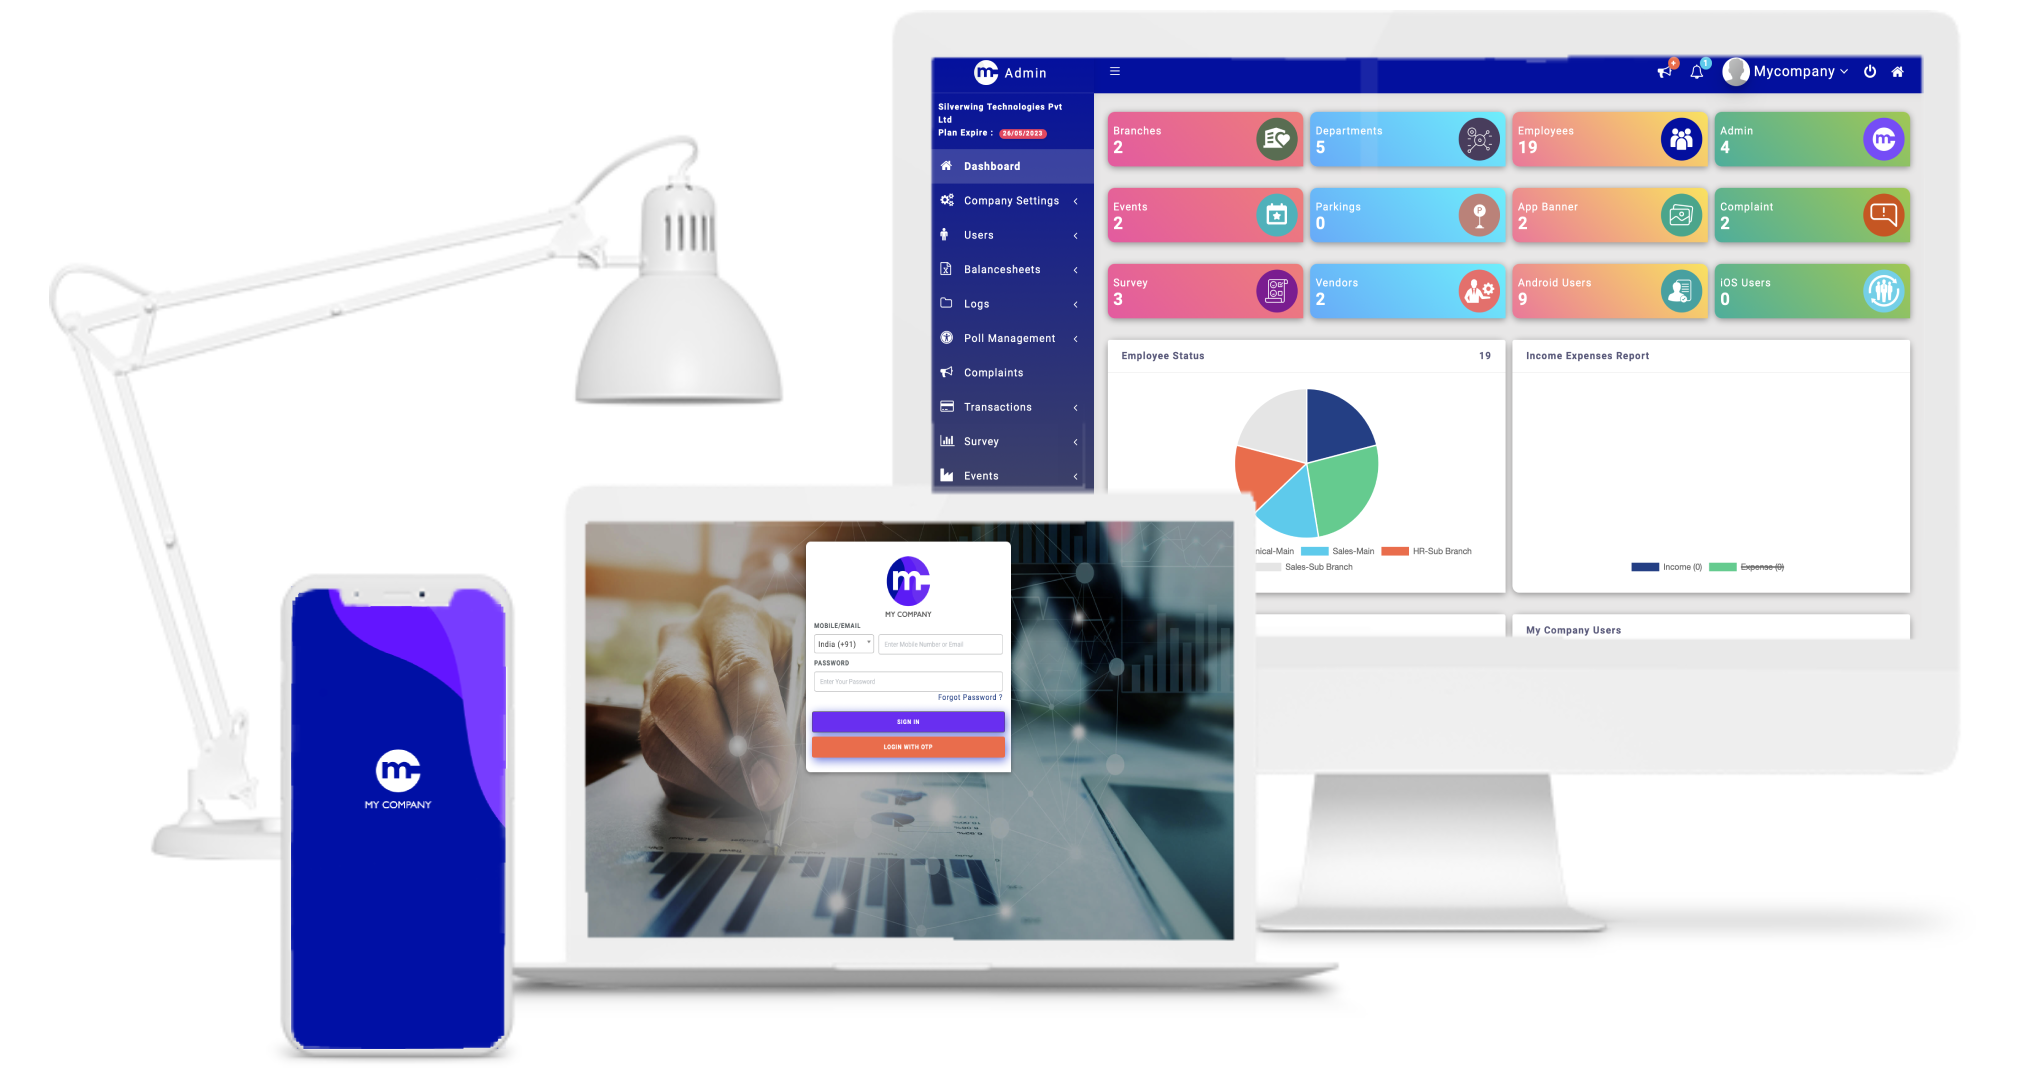 mc Admin
Mycompany
1
Silverwing Technologies Pvt
Ltd
Plan Expire : 26/05/2023
Dashboard
Company Settings
Users
Balancesheets
Logs
Poll Management
Complaints
Transactions
Survey
Events
Branches
2
Departments
5
Employees
19
Admin
4
Events
2
Parkings
0
App Banner
2
Complaint
2
Survey
3
Vendors
2
Android Users
9
iOS Users
0
Employee Status 19
nical-Main Sales-Main HR-Sub Branch
Sales-Sub Branch
Income Expenses Report
Income (0) Expense (0)
My Company Users
mc
MY COMPANY
MOBILE/EMAIL
India (+91) Enter Mobile Number or Email
PASSWORD
Enter Your Password
Forgot Password ?
SIGN IN
LOGIN WITH OTP
mc
MY COMPANY